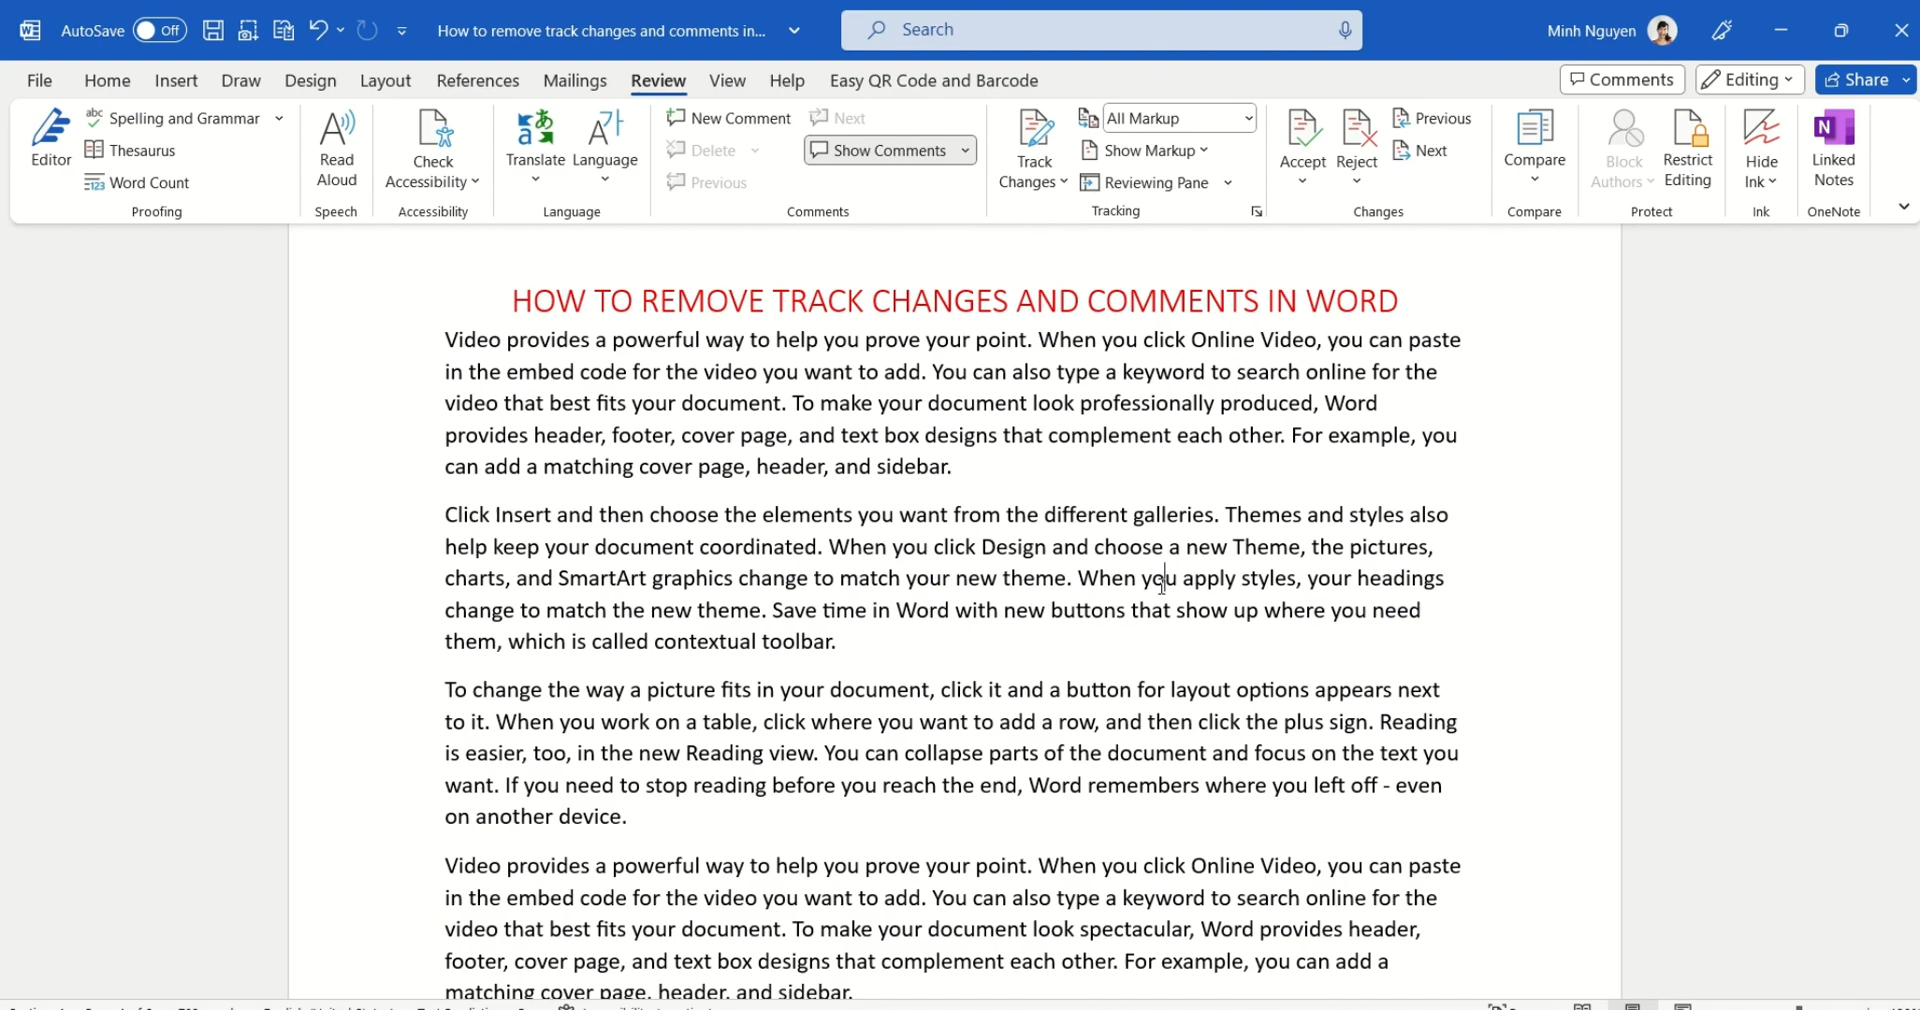 AutoSave Off How to remove track changes and comments in... Search Minh Nguyen
File Home Insert Draw Design Layout References Mailings Review View Help Easy QR Code and Barcode Comments Editing Share
Editor
Spelling and Grammar
Thesaurus
Word Count
Proofing
Read Aloud
Speech
Check Accessibility
Accessibility
Translate
Language
Language
New Comment
Delete
Previous
Next
Show Comments
Comments
Track Changes
All Markup
Show Markup
Reviewing Pane
Tracking
Accept
Reject
Previous
Next
Changes
Compare
Compare
Block Authors
Restrict Editing
Protect
Hide Ink
Ink
Linked Notes
OneNote
HOW TO REMOVE TRACK CHANGES AND COMMENTS IN WORD
Video provides a powerful way to help you prove your point. When you click Online Video, you can paste
in the embed code for the video you want to add. You can also type a keyword to search online for the
video that best fits your document. To make your document look professionally produced, Word
provides header, footer, cover page, and text box designs that complement each other. For example, you
can add a matching cover page, header, and sidebar.
Click Insert and then choose the elements you want from the different galleries. Themes and styles also
help keep your document coordinated. When you click Design and choose a new Theme, the pictures,
charts, and SmartArt graphics change to match your new theme. When you apply styles, your headings
change to match the new theme. Save time in Word with new buttons that show up where you need
them, which is called contextual toolbar.
To change the way a picture fits in your document, click it and a button for layout options appears next
to it. When you work on a table, click where you want to add a row, and then click the plus sign. Reading
is easier, too, in the new Reading view. You can collapse parts of the document and focus on the text you
want. If you need to stop reading before you reach the end, Word remembers where you left off - even
on another device.
Video provides a powerful way to help you prove your point. When you click Online Video, you can paste
in the embed code for the video you want to add. You can also type a keyword to search online for the
video that best fits your document. To make your document look spectacular, Word provides header,
footer, cover page, and text box designs that complement each other. For example, you can add a
matching cover page, header, and sidebar.